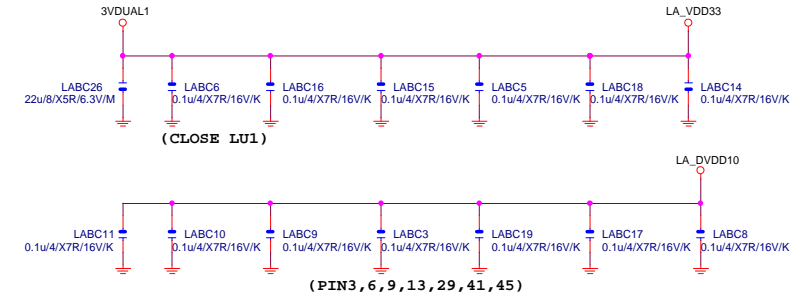 3VDUAL1
LA_VDD33
LABC26
22u/8/X5R/6.3V/M
LABC6
0.1u/4/X7R/16V/K
LABC16
0.1u/4/X7R/16V/K
LABC15
0.1u/4/X7R/16V/K
LABC5
0.1u/4/X7R/16V/K
LABC18
0.1u/4/X7R/16V/K
LABC14
0.1u/4/X7R/16V/K
(CLOSE LU1)
LA_DVDD10
LABC11
0.1u/4/X7R/16V/K
LABC10
0.1u/4/X7R/16V/K
LABC9
0.1u/4/X7R/16V/K
LABC3
0.1u/4/X7R/16V/K
LABC19
0.1u/4/X7R/16V/K
LABC17
0.1u/4/X7R/16V/K
LABC8
0.1u/4/X7R/16V/K
(PIN3,6,9,13,29,41,45)